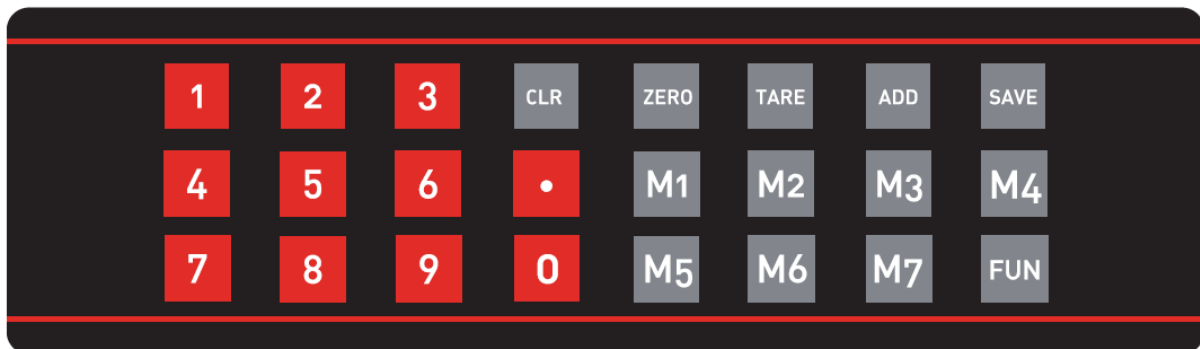 1 2 3 CLR ZERO TARE ADD SAVE
4 5 6 • M1 M2 M3 M4
7 8 9 0 M5 M6 M7 FUN